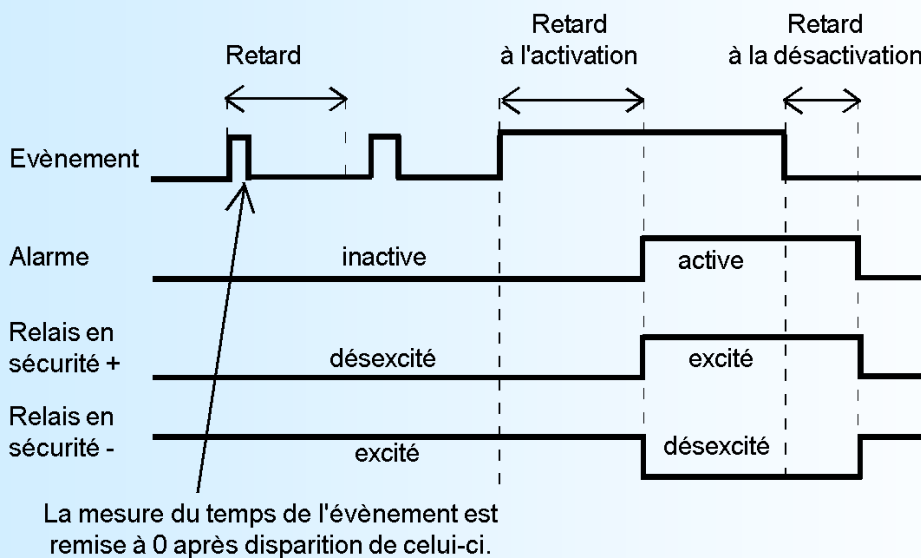 Retard
Retard
à l'activation
Retard
à la désactivation
Evènement
Alarme
inactive
active
Relais en
sécurité +
désexcité
excité
Relais en
sécurité -
excité
désexcité
La mesure du temps de l'évènement est
remise à 0 après disparition de celui-ci.